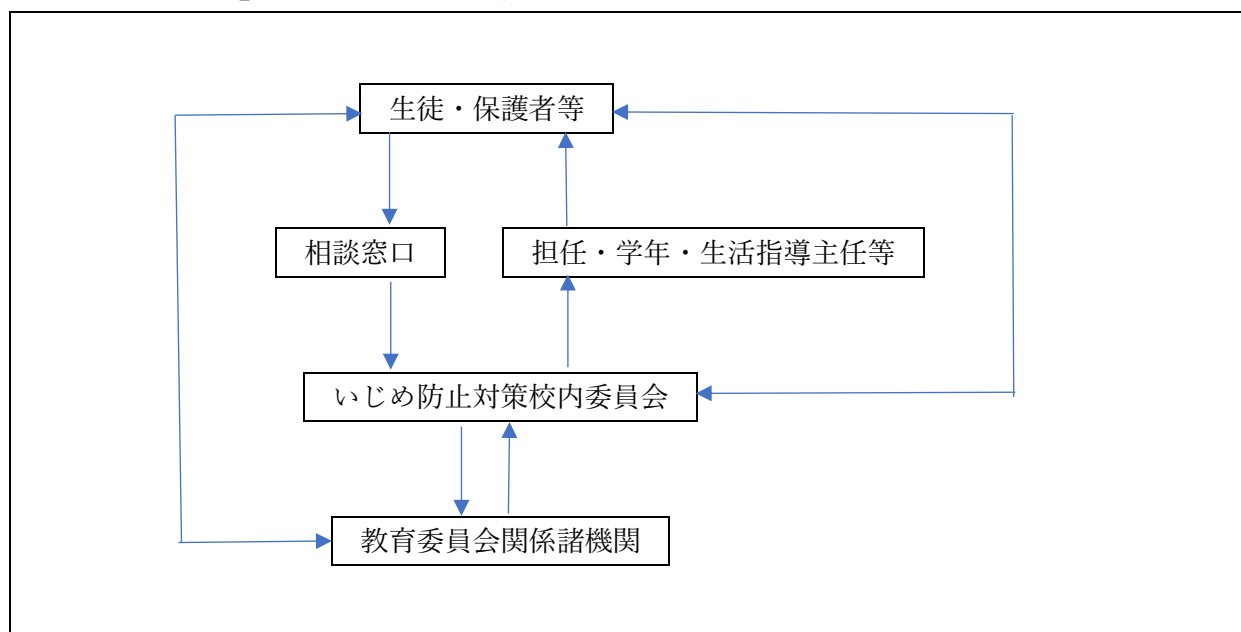 生徒・保護者等
相談窓口
担任・学年・生活指導主任等
いじめ防止対策校内委員会
教育委員会関係諸機関